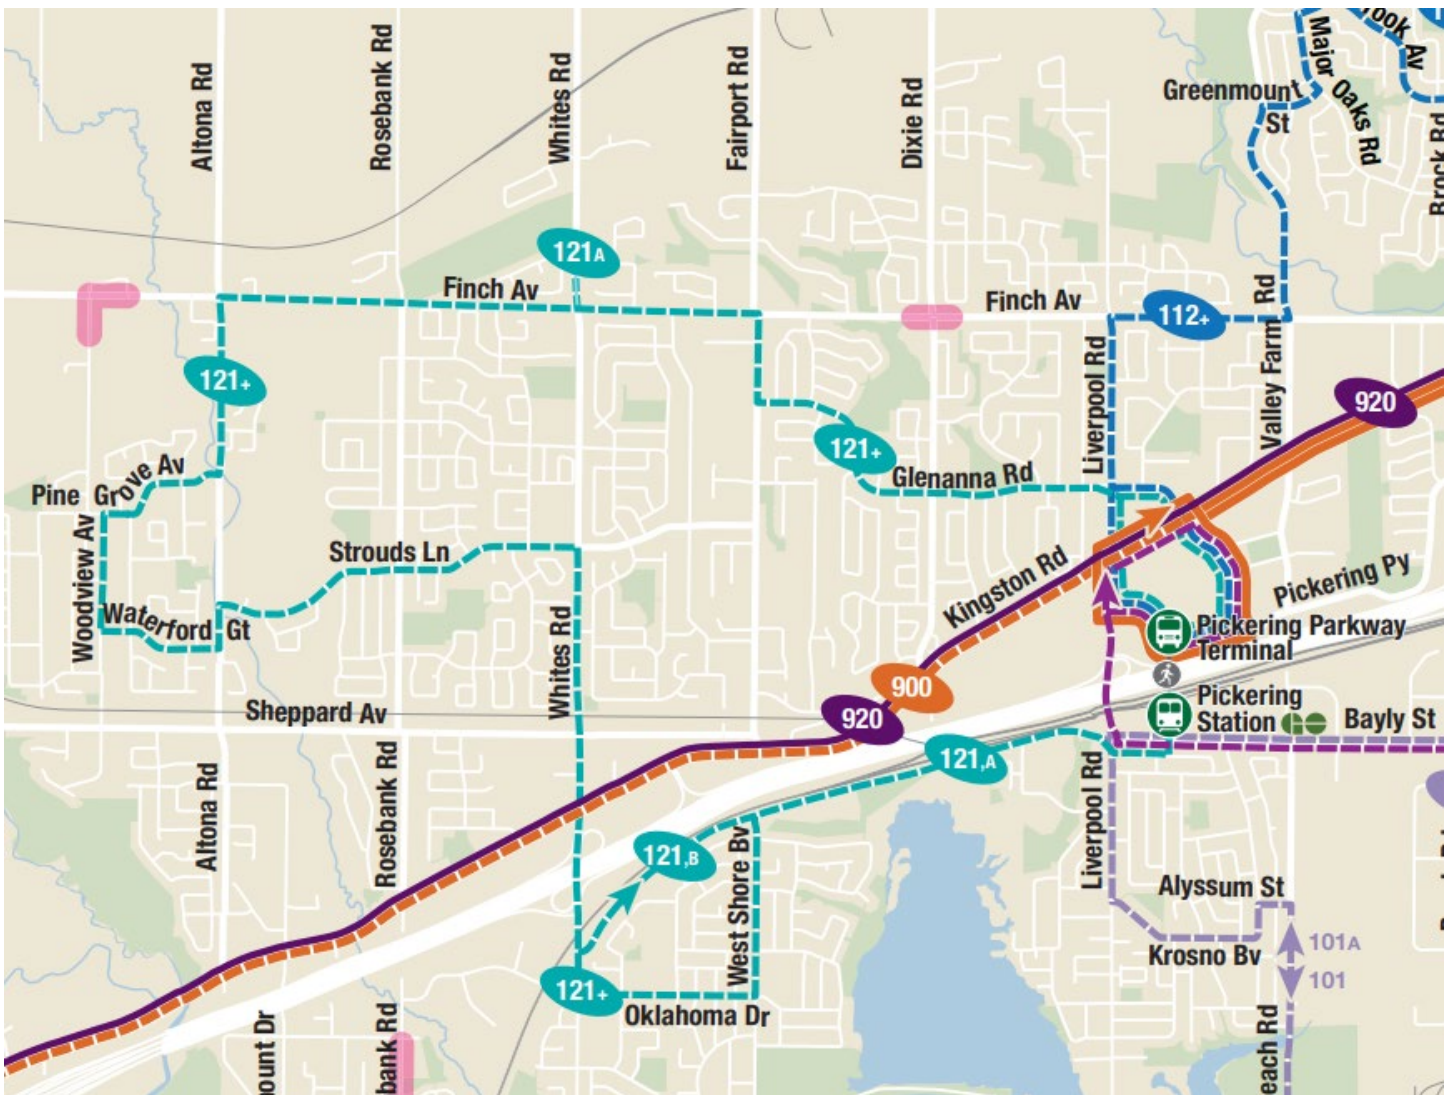 Altona Rd
Rosebank Rd
Whites Rd
Fairport Rd
Dixie Rd
Major Oaks Rd
Greenmount
St
Av
Brock Rd
121A
Finch Av
Finch Av
112+
Valley Farm Rd
Liverpool Rd
121+
920
121+
Glenanna Rd
Pine Grove Av
Woodview Av
Strouds Ln
Waterford Gt
Whites Rd
Kingston Rd
Pickering Py
Pickering Parkway
Terminal
Pickering
Station
Bayly St
900
920
Sheppard Av
121,A
Altona Rd
Rosebank Rd
121,B
West Shore Bv
Liverpool Rd
Alyssum St
Krosno Bv
101A
101
121+
Oklahoma Dr
Rd